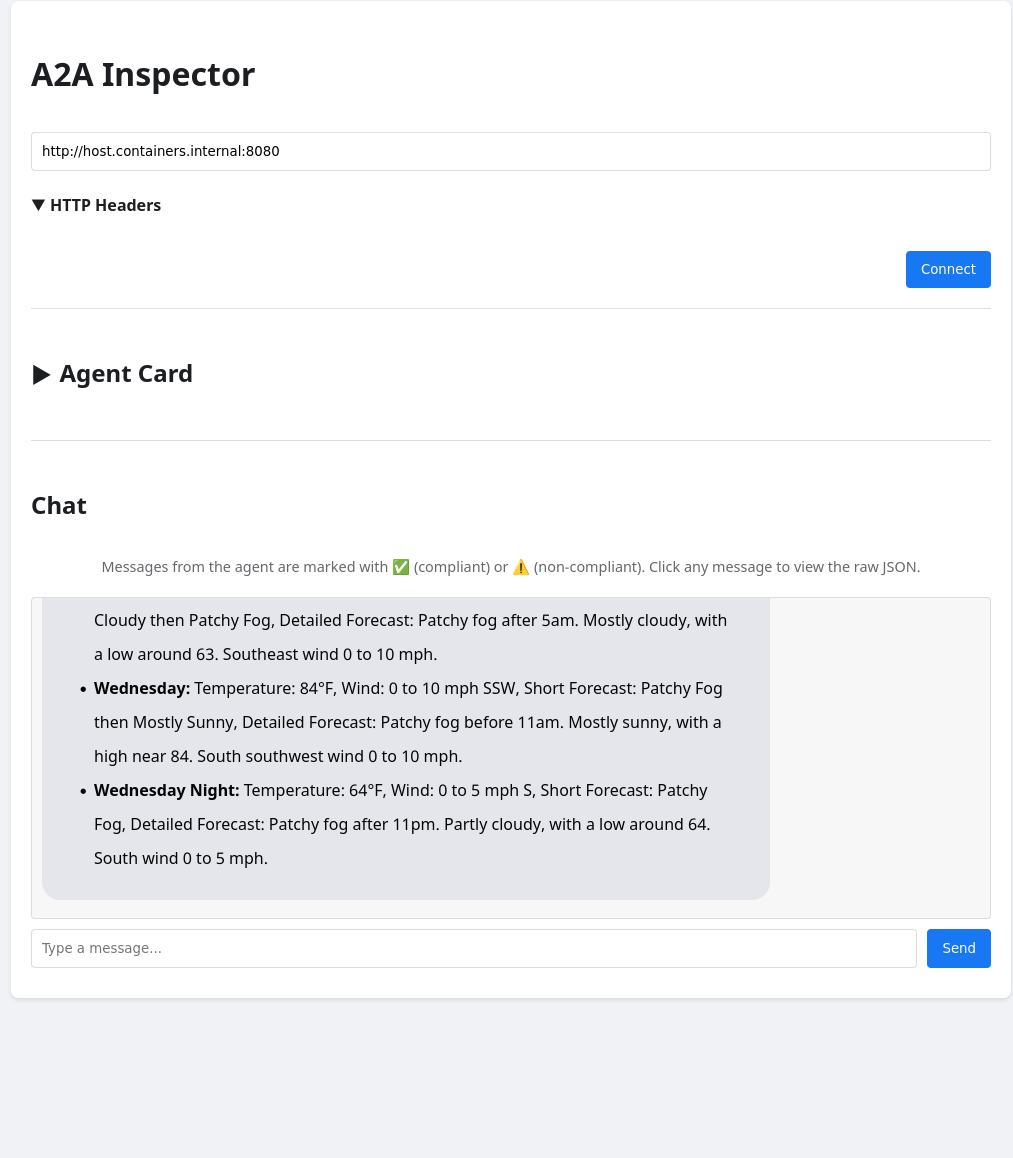 A2A Inspector
http://host.containers.internal:8080
▼ HTTP Headers
Connect
▶ Agent Card
Chat
Messages from the agent are marked with ✅ (compliant) or ⚠️ (non-compliant). Click any message to view the raw JSON.
Cloudy then Patchy Fog, Detailed Forecast: Patchy fog after 5am. Mostly cloudy, with
a low around 63. Southeast wind 0 to 10 mph.
• Wednesday: Temperature: 84°F, Wind: 0 to 10 mph SSW, Short Forecast: Patchy Fog
then Mostly Sunny, Detailed Forecast: Patchy fog before 11am. Mostly sunny, with a
high near 84. South southwest wind 0 to 10 mph.
• Wednesday Night: Temperature: 64°F, Wind: 0 to 5 mph S, Short Forecast: Patchy
Fog, Detailed Forecast: Patchy fog after 11pm. Partly cloudy, with a low around 64.
South wind 0 to 5 mph.
Type a message...
Send